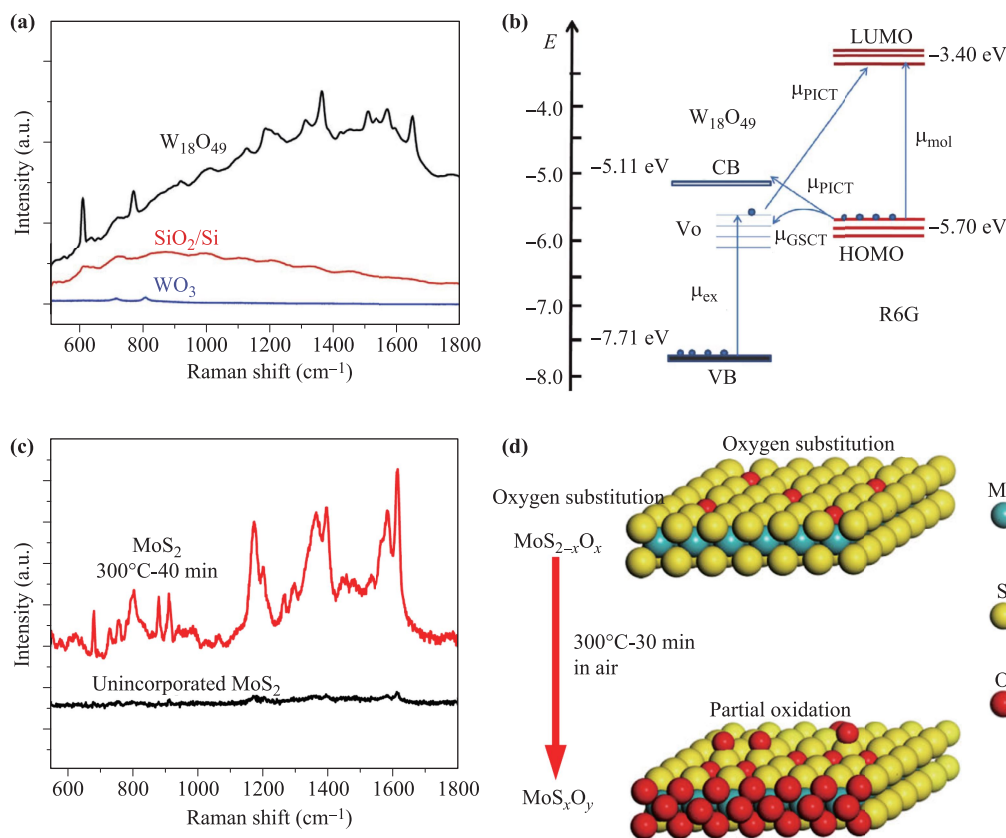 (a)
Intensity (a.u.)
W₁₈O₄₉
SiO₂/Si
WO₃
600 800 1000 1200 1400 1600 1800
Raman shift (cm⁻¹)
(b)
E
−4.0
−5.0
−6.0
−7.0
−8.0
W₁₈O₄₉
−5.11 eV
CB
Vo
μex
−7.71 eV
VB
LUMO
−3.40 eV
μPICT
μmol
μPICT
μGSCT
−5.70 eV
HOMO
R6G
(c)
Intensity (a.u.)
MoS₂
300°C-40 min
Unincorporated MoS₂
600 800 1000 1200 1400 1600 1800
Raman shift (cm⁻¹)
(d)
Oxygen substitution
Oxygen substitution
MoS₂₋ₓOₓ
300°C-30 min
in air
Partial oxidation
MoSₓOᵧ
M
S
O